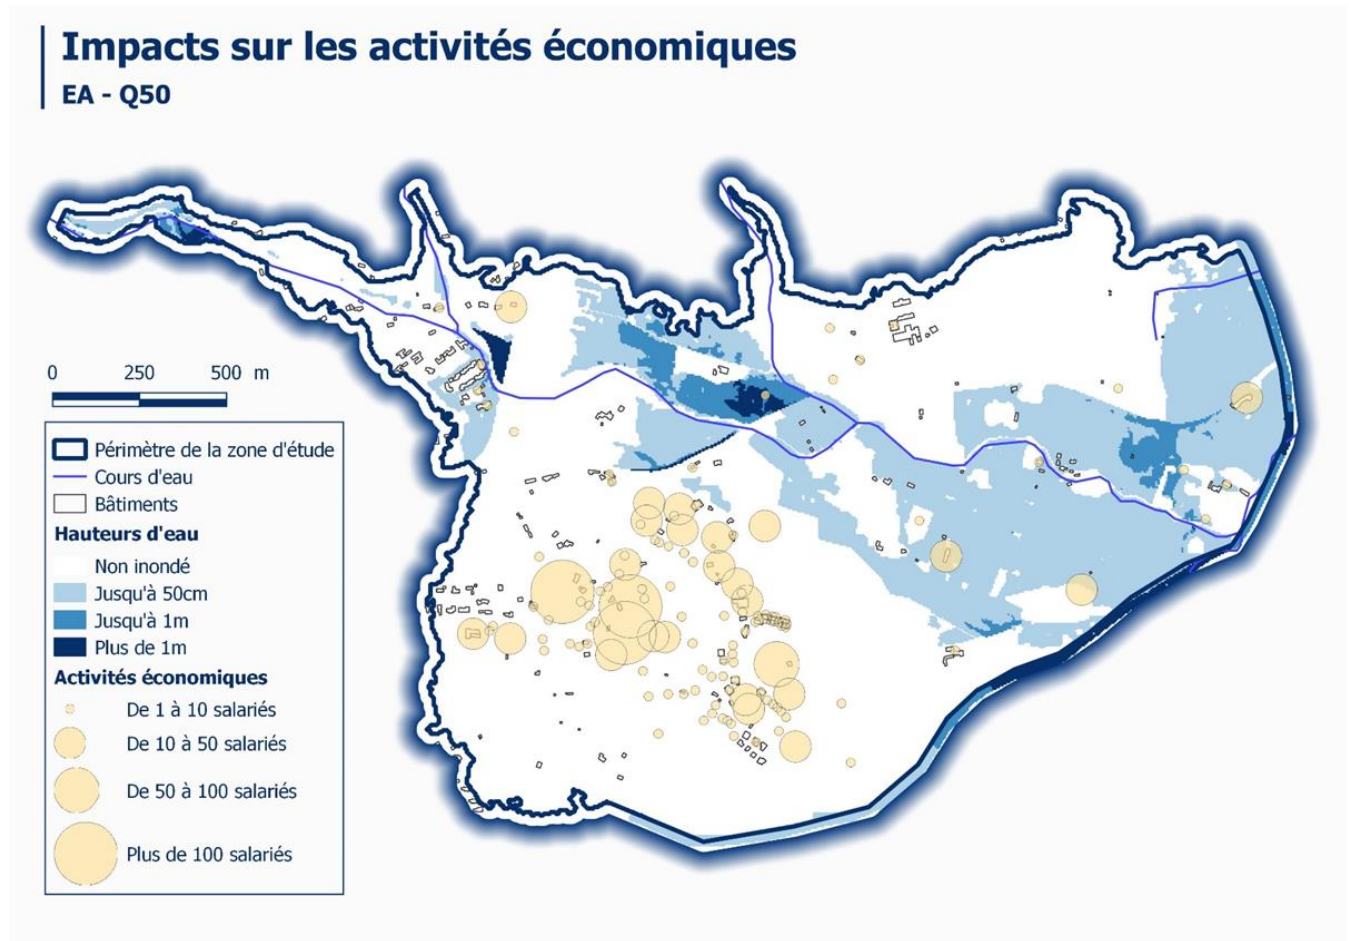 Impacts sur les activités économiques
EA - Q50
0 250 500 m
Périmètre de la zone d'étude
Cours d'eau
Bâtiments
Hauteurs d'eau
Non inondé
Jusqu'à 50cm
Jusqu'à 1m
Plus de 1m
Activités économiques
De 1 à 10 salariés
De 10 à 50 salariés
De 50 à 100 salariés
Plus de 100 salariés